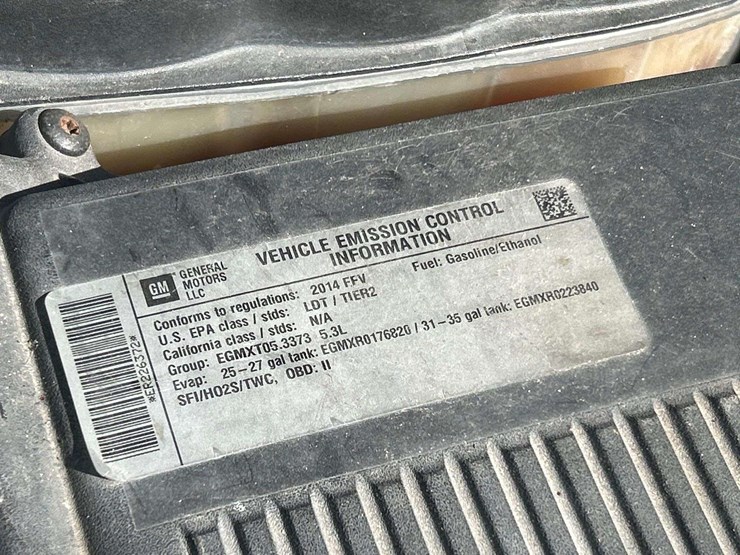 GM GENERAL MOTORS LLC
VEHICLE EMISSION CONTROL
INFORMATION
Conforms to regulations: 2014 FFV Fuel: Gasoline/Ethanol
U.S. EPA class / stds: LDT / TIER2
California class / stds: N/A
Group: EGMXT05.3373 5.3L
Evap: 25-27 gal tank: EGMXR0176820 / 31-35 gal tank: EGMXR0223840
SFI/HO2S/TWC, OBD: II
*ER226372*